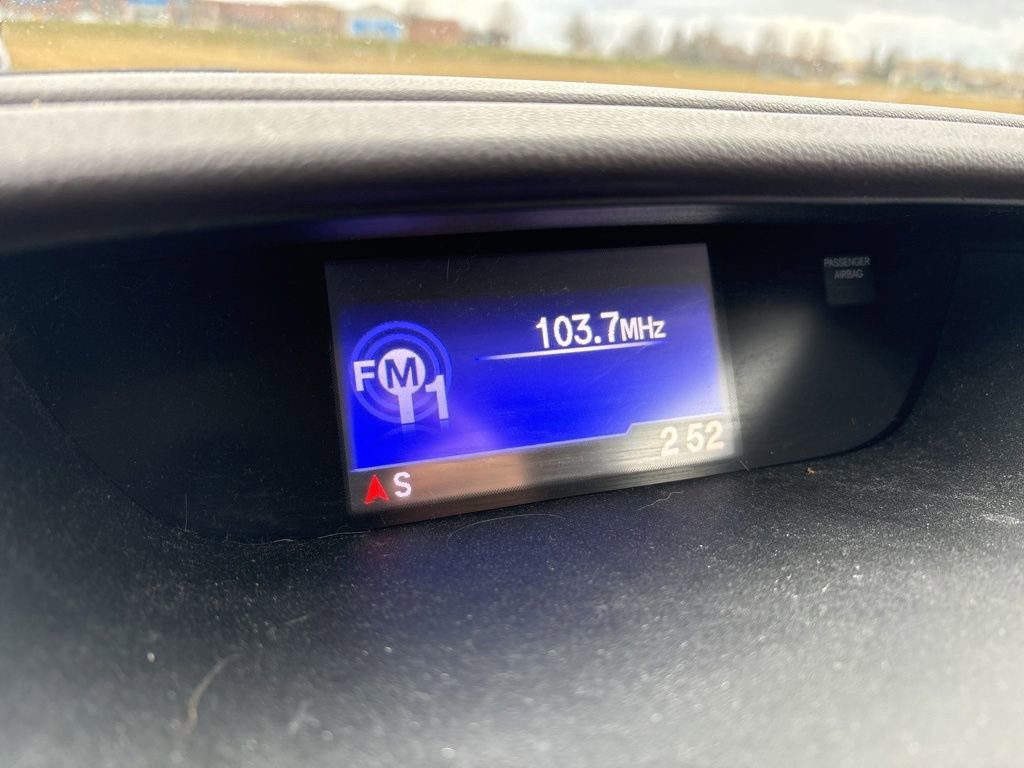 PASSENGER
AIRBAG
103.7MHz
FM1
2 52
S